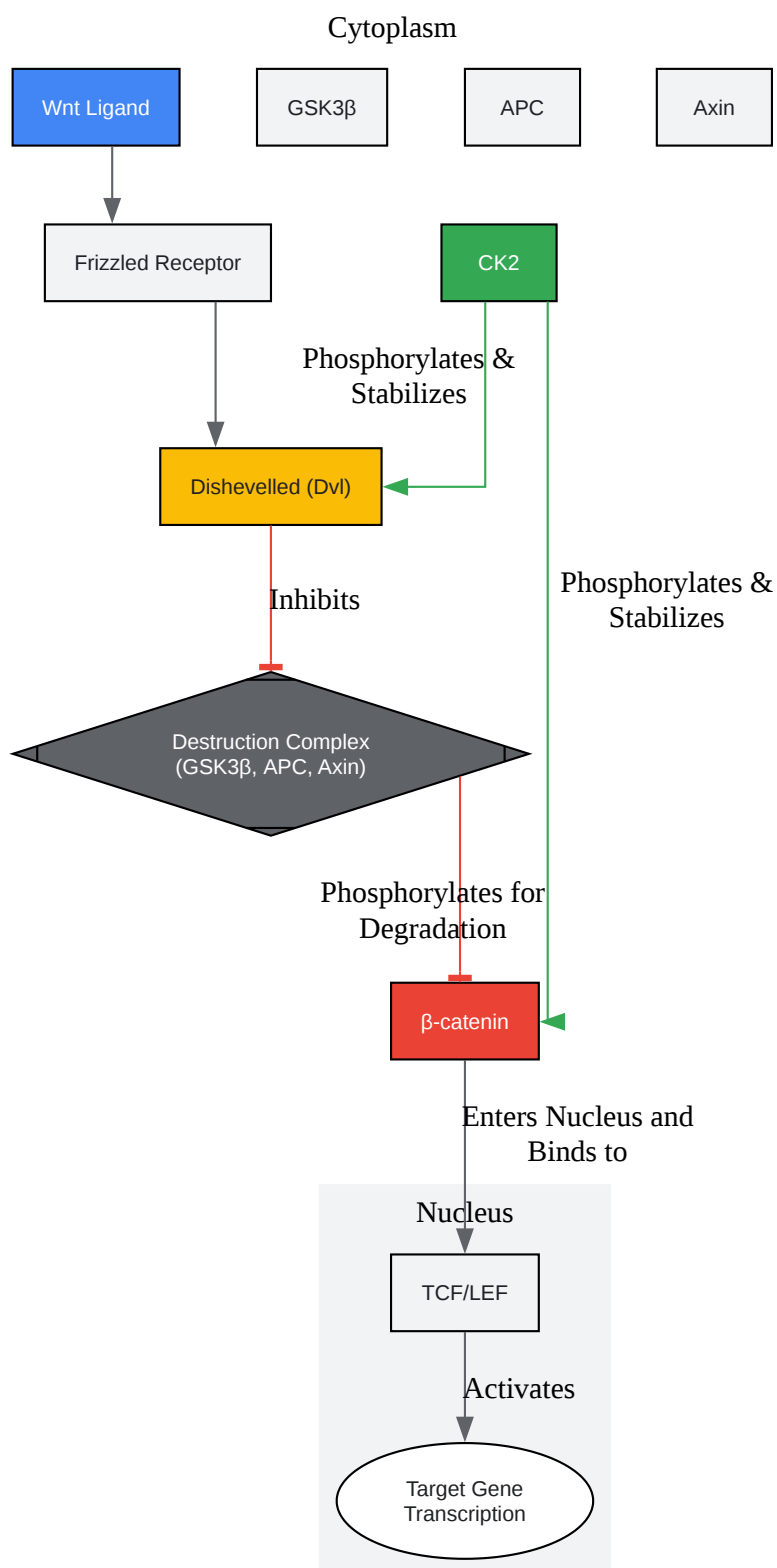 Cytoplasm
Wnt Ligand
GSK3β
APC
Axin
Frizzled Receptor
CK2
Phosphorylates &
Stabilizes
Dishevelled (Dvl)
Phosphorylates &
Stabilizes
Inhibits
Destruction Complex
(GSK3β, APC, Axin)
Phosphorylates for
Degradation
β-catenin
Enters Nucleus and
Binds to
Nucleus
TCF/LEF
Activates
Target Gene
Transcription